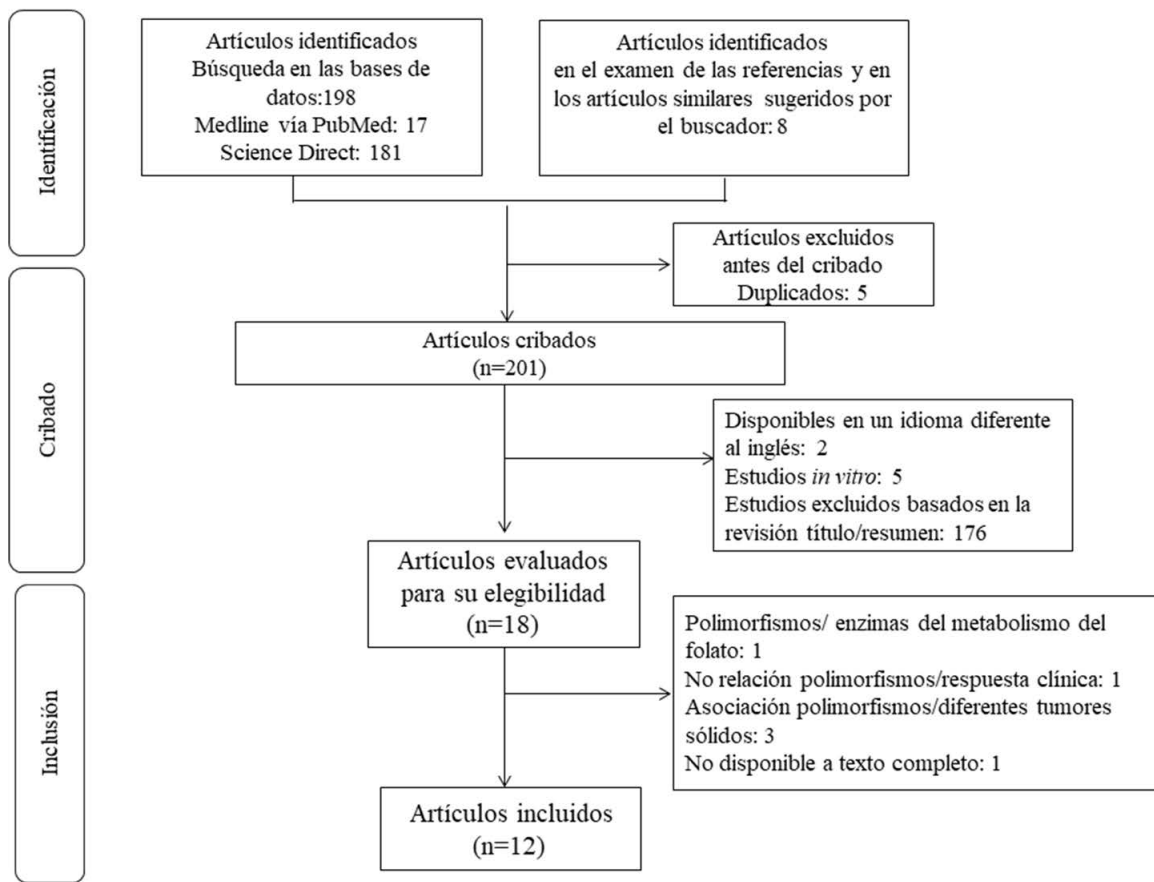 Identificación
Artículos identificados
Búsqueda en las bases de
datos:198
Medline vía PubMed: 17
Science Direct: 181
Artículos identificados
en el examen de las referencias y en
los artículos similares sugeridos por
el buscador: 8
Artículos excluidos
antes del cribado
Duplicados: 5
Cribado
Artículos cribados
(n=201)
Disponibles en un idioma diferente
al inglés: 2
Estudios in vitro: 5
Estudios excluidos basados en la
revisión título/resumen: 176
Artículos evaluados
para su elegibilidad
(n=18)
Inclusión
Polimorfismos/ enzimas del metabolismo del
folato: 1
No relación polimorfismos/respuesta clínica: 1
Asociación polimorfismos/diferentes tumores
sólidos: 3
No disponible a texto completo: 1
Artículos incluidos
(n=12)